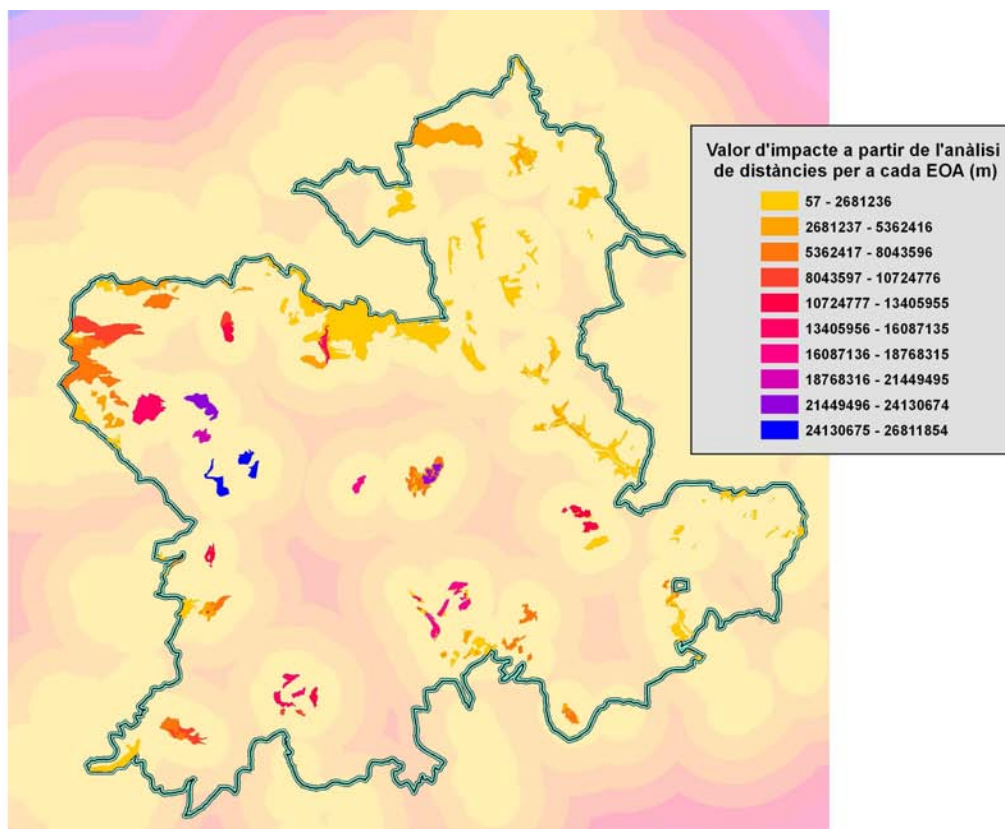 Valor d'impacte a partir de l'anàlisi
de distàncies per a cada EOA (m)
57 - 2681236
2681237 - 5362416
5362417 - 8043596
8043597 - 10724776
10724777 - 13405955
13405956 - 16087135
16087136 - 18768315
18768316 - 21449495
21449496 - 24130674
24130675 - 26811854